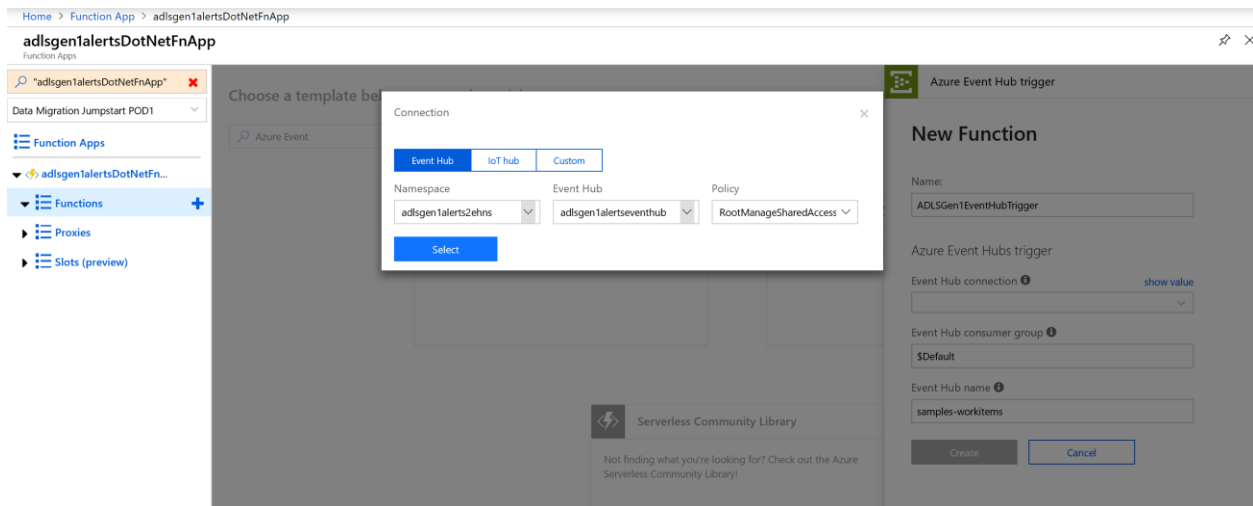 Home > Function App > adlsgen1alertsDotNetFnApp
adlsgen1alertsDotNetFnApp
Function Apps
"adlsgen1alertsDotNetFnApp"
Data Migration Jumpstart POD1
Function Apps
adlsgen1alertsDotNetFn...
Functions
Proxies
Slots (preview)
Choose a template bel
Azure Event
Connection
Event Hub
IoT hub
Custom
Namespace
Event Hub
Policy
adlsgen1alerts2ehns
adlsgen1alertseventhub
RootManageSharedAccess
Select
Serverless Community Library
Not finding what you're looking for? Check out the Azure
Serverless Community Library!
Azure Event Hub trigger
New Function
Name:
ADLSGen1EventHubTrigger
Azure Event Hubs trigger
Event Hub connection
show value
Event Hub consumer group
$Default
Event Hub name
samples-workitems
Create
Cancel